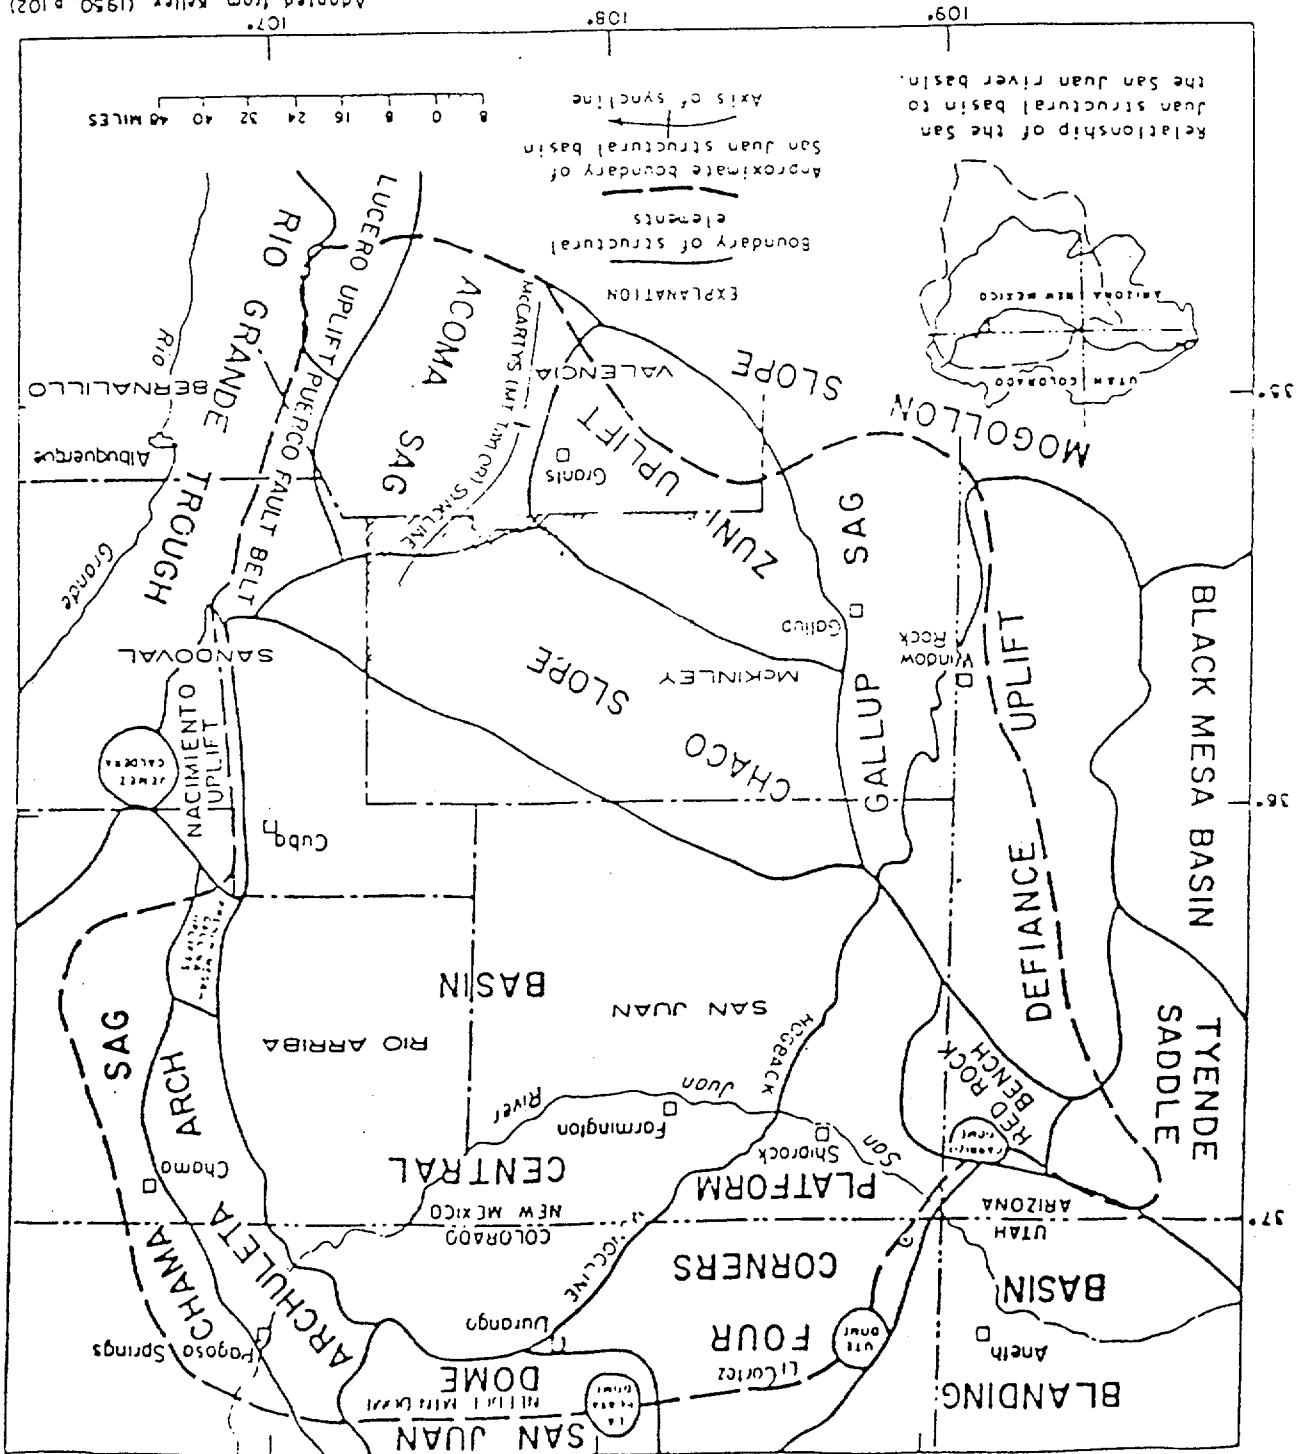 SAN JUAN
DOME
BLANDING
BASIN
Aneth
UTE
DOME
Cortez
FOUR
CORNERS
PLATFORM
Durango
Pagosa Springs
ARCHULETA
ARCH
CHAMA
SAG
Chama
UTAH
ARIZONA
COLORADO
NEW MEXICO
37°
TYENDE
SADDLE
RED ROCK
BENCH
San
Juan
River
Shiprock
Farmington
HOGBACK
CENTRAL
BASIN
SAN JUAN
RIO ARRIBA
DEFIANCE
UPLIFT
BLACK MESA BASIN
36°
Cuba
NACIMIENTO
UPLIFT
JEMEZ
CALDERA
SANDOVAL
CHACO
SLOPE
McKINLEY
GALLUP
SAG
Window
Rock
Gallup
ZUNI
UPLIFT
Grants
VALENCIA
McCARTYS (MT. TAYLOR) SYNCLINE
ACOMA
SAG
LUCERO UPLIFT
PUERCO FAULT BELT
RIO
GRANDE
TROUGH
Rio
Grande
Albuquerque
BERNALILLO
35°
MOGOLLON
SLOPE
UTAH
COLORADO
ARIZONA
NEW MEXICO
Relationship of the San
Juan structural basin to
the San Juan river basin.
EXPLANATION
Boundary of structural
elements
Approximate boundary of
San Juan structural basin
Axis of syncline
8 0 8 16 24 32 40 48 MILES
109°
108°
107°
Adapted from Kelley (1950 p.102)